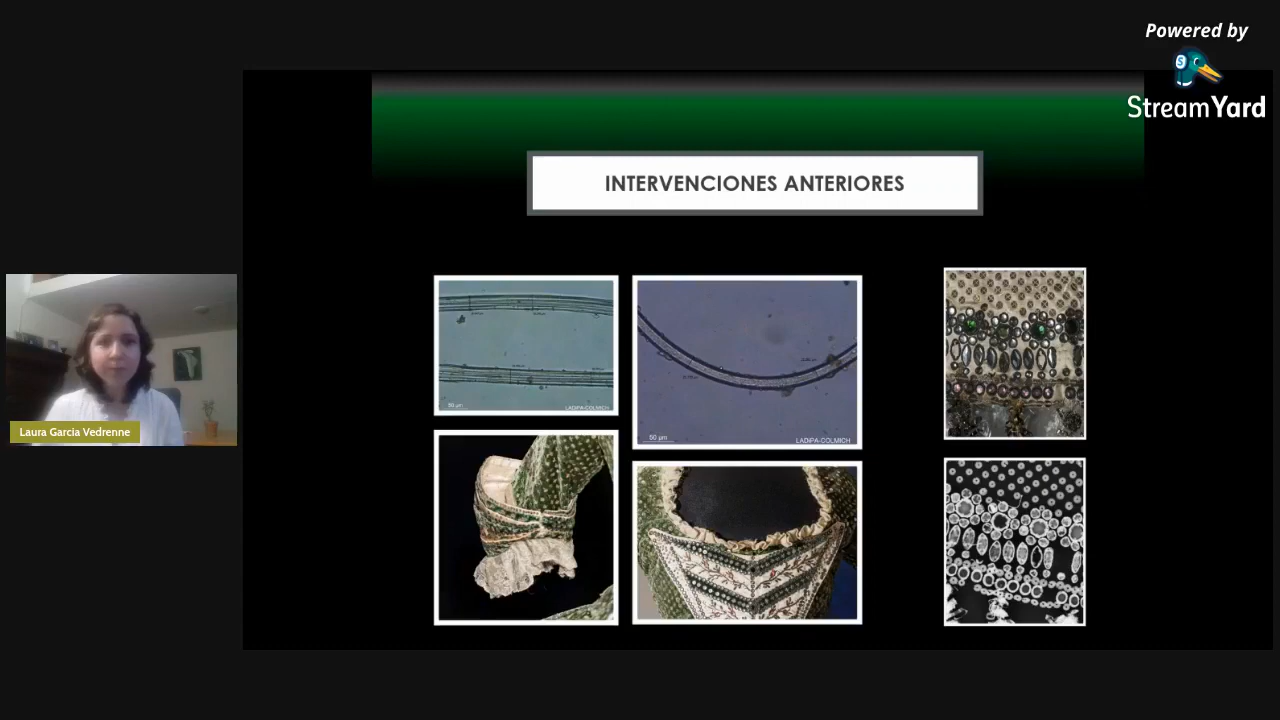 Powered by
StreamYard
INTERVENCIONES ANTERIORES
50 µm
LADIPA-COLMICH
50 µm
LADIPA-COLMICH
Laura Garcia Vedrenne